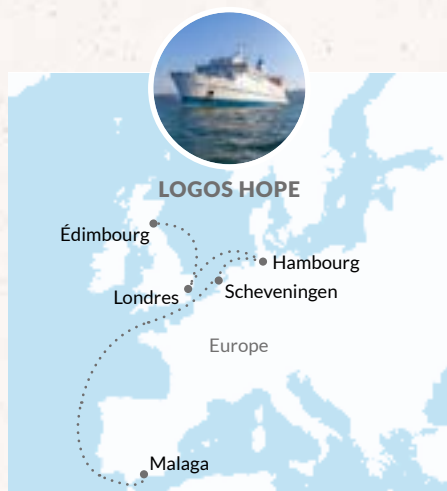 LOGOS HOPE
Édimbourg
Hambourg
Londres
Scheveningen
Europe
Malaga